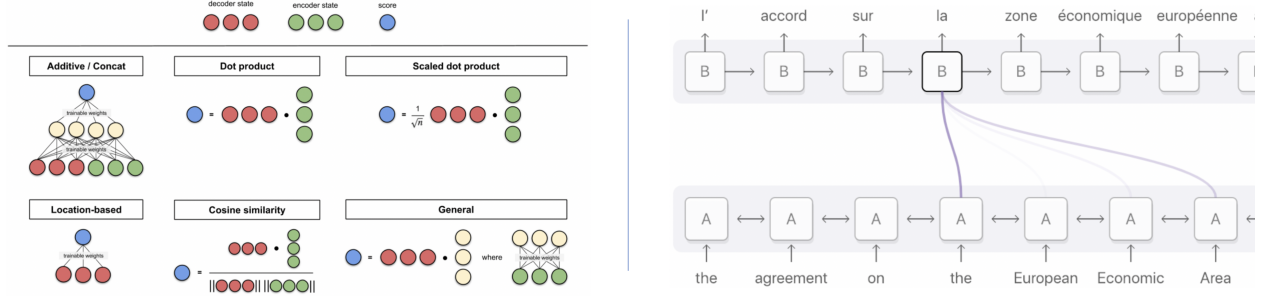 decoder state encoder state score
Additive / Concat
trainable weights
trainable weights
Dot product
=
•
Scaled dot product
= 1/√n •
Location-based
trainable weights
Cosine similarity
•
=
|| || || ||
General
= • where
trainable weights
l' accord sur la zone économique européenne
B B B B B B B
A A A A A A A
the agreement on the European Economic Area